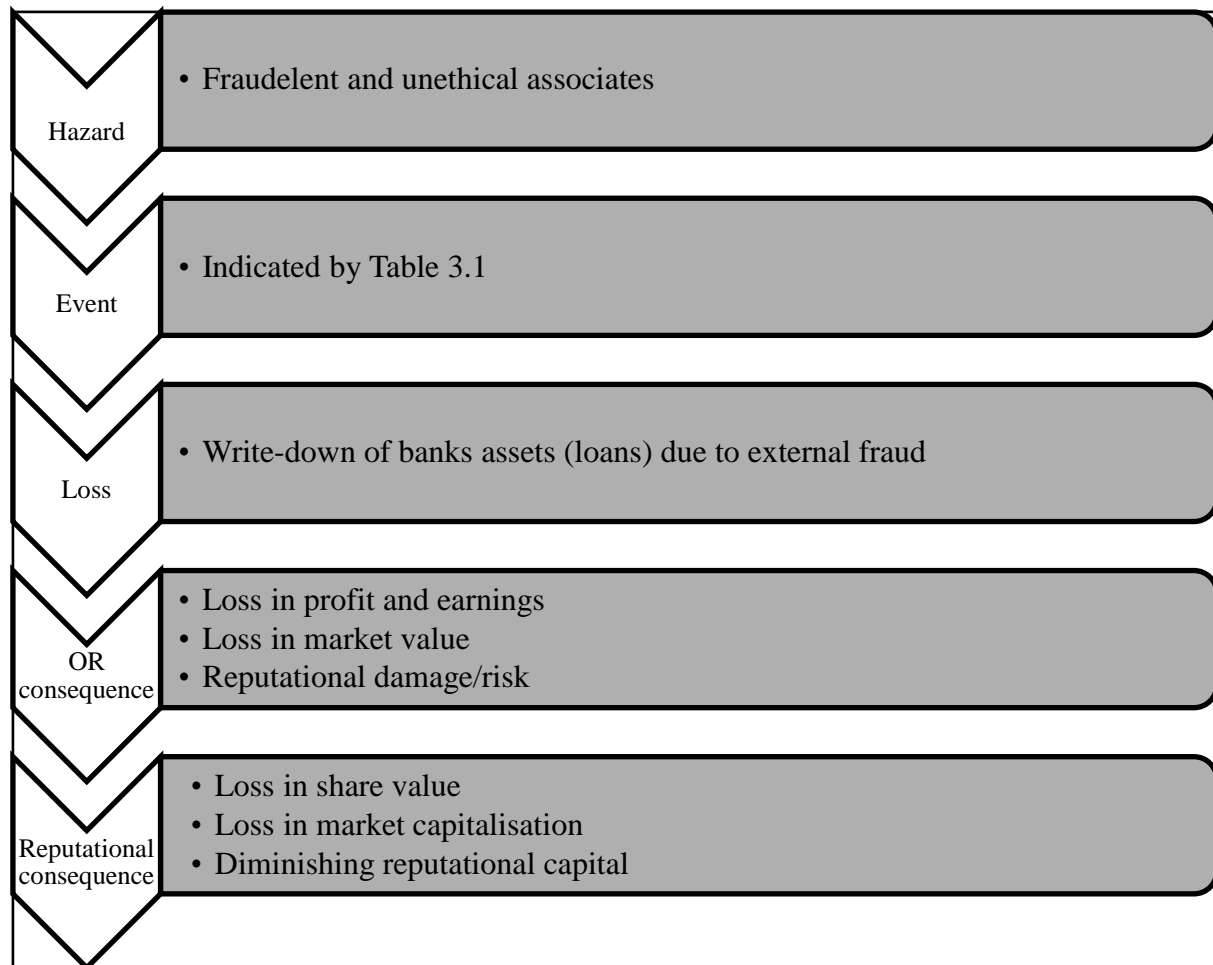 Hazard
• Fraudelent and unethical associates
Event
• Indicated by Table 3.1
Loss
• Write-down of banks assets (loans) due to external fraud
OR
consequence
• Loss in profit and earnings
• Loss in market value
• Reputational damage/risk
Reputational
consequence
• Loss in share value
• Loss in market capitalisation
• Diminishing reputational capital